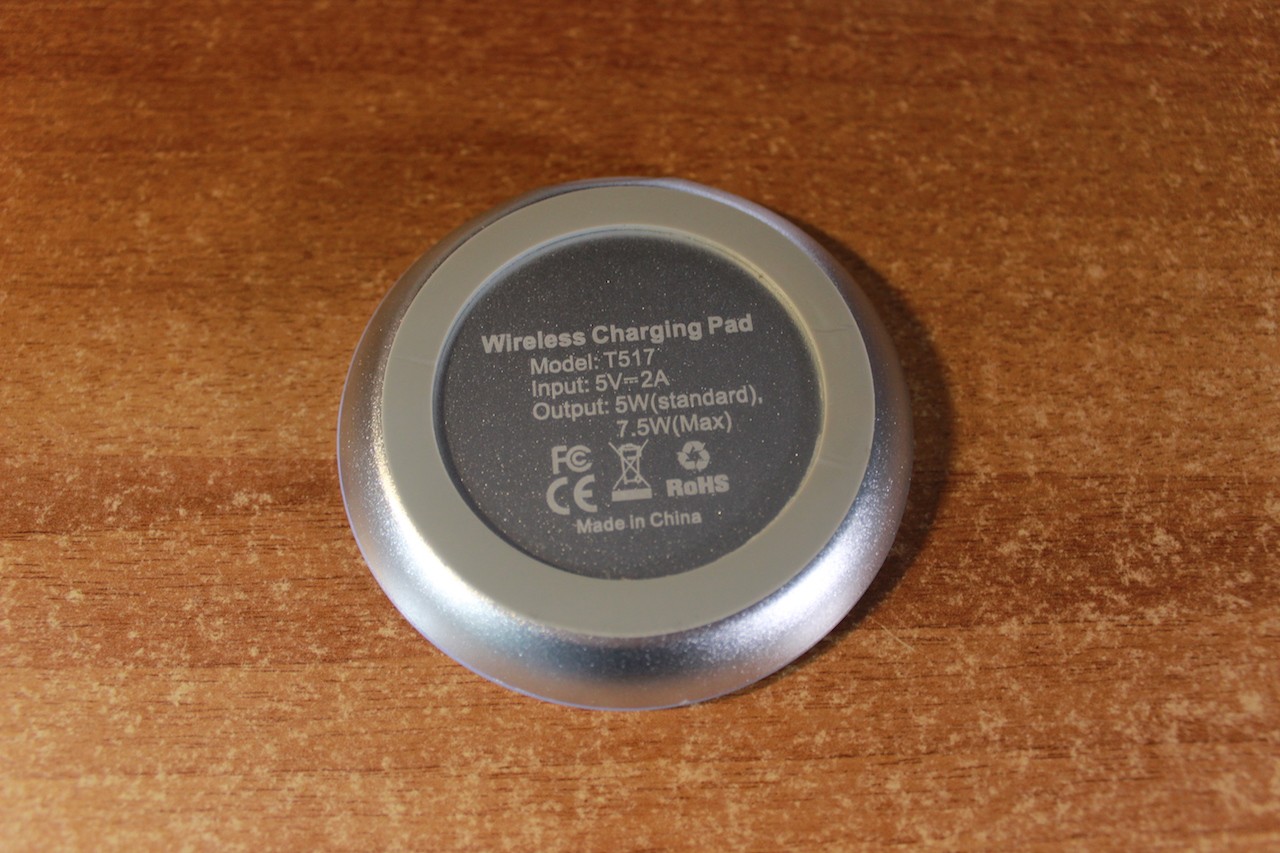 Wireless Charging Pad
Model: T517
Input: 5V⎓2A
Output: 5W(standard),
7.5W(Max)
FC
CE RoHS
Made in China